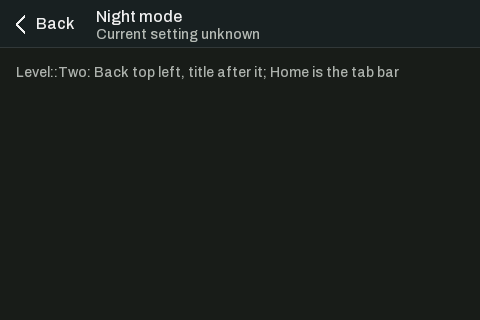 Back
Night mode
Current setting unknown
Level::Two: Back top left, title after it; Home is the tab bar